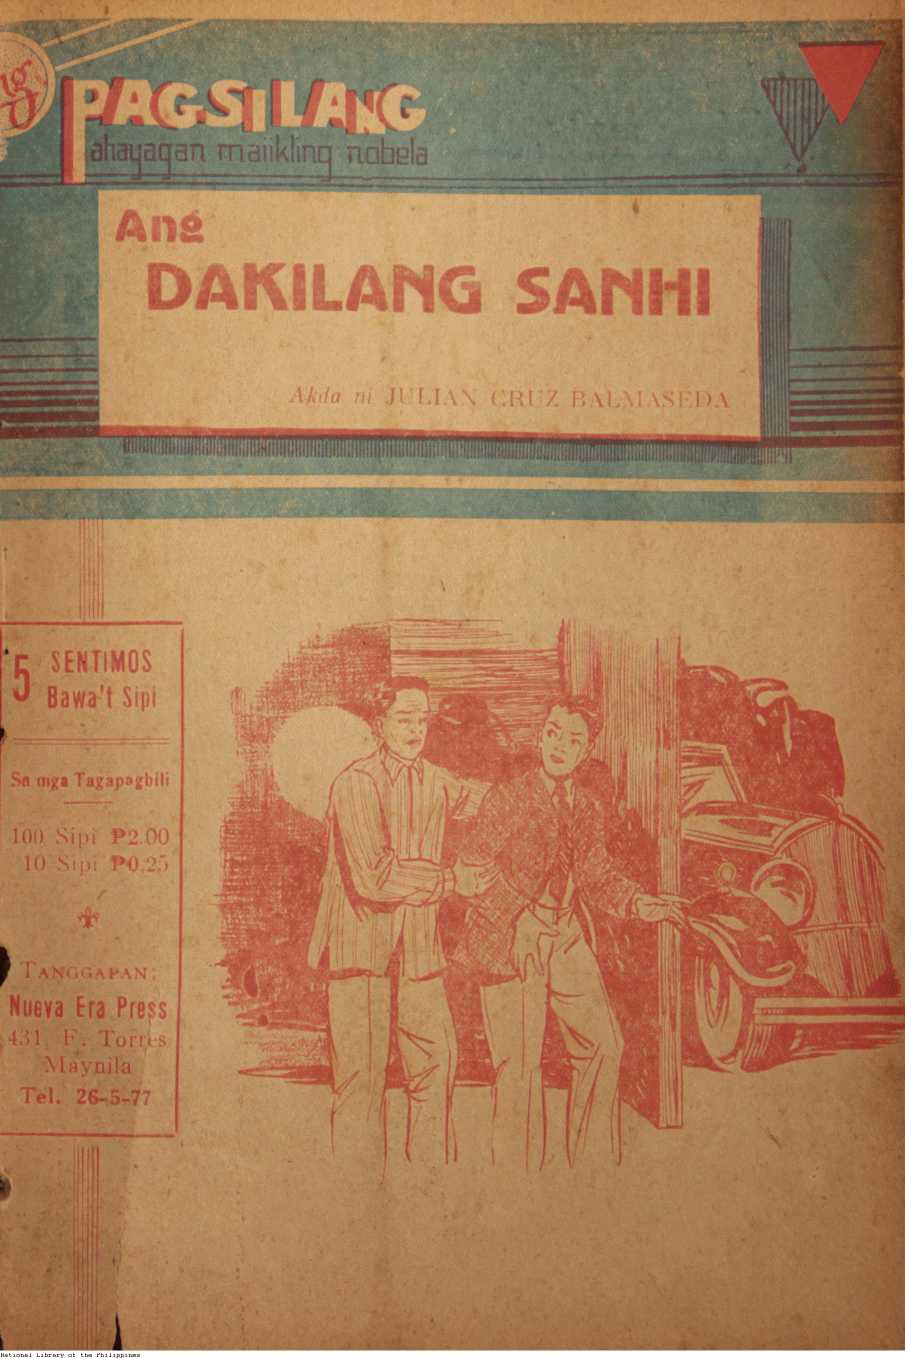 ng
PAGSILANG
Pahayagan maiikling nobela
Ang
DAKILANG SANHI
Akda ni JULIAN CRUZ BALMASEDA
5 SENTIMOS
Bawa't Sipi
Sa mga Tagapagbili
100 Sipi ₱2.00
10 Sipi ₱0.25
TANGGAPAN:
Nueva Era Press
431 F. Torres
Maynila
Tel. 26-5-77
National Library of the Philippines